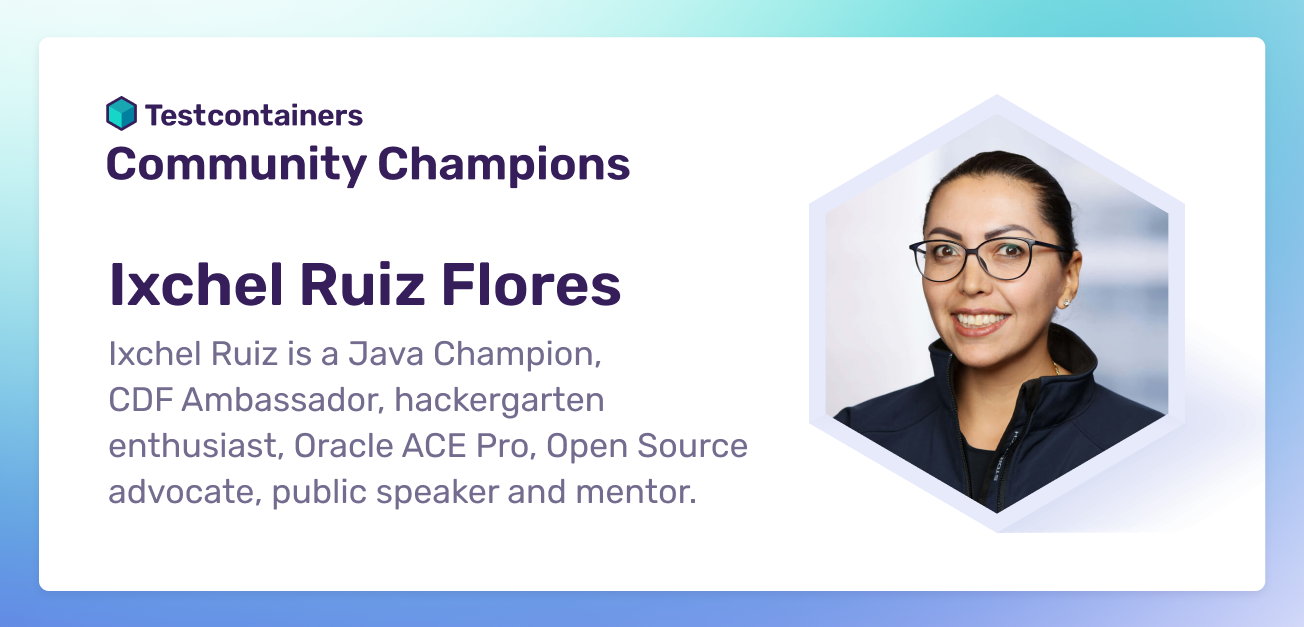 Testcontainers
Community Champions
Ixchel Ruiz Flores
Ixchel Ruiz is a Java Champion,
CDF Ambassador, hackergarten
enthusiast, Oracle ACE Pro, Open Source
advocate, public speaker and mentor.